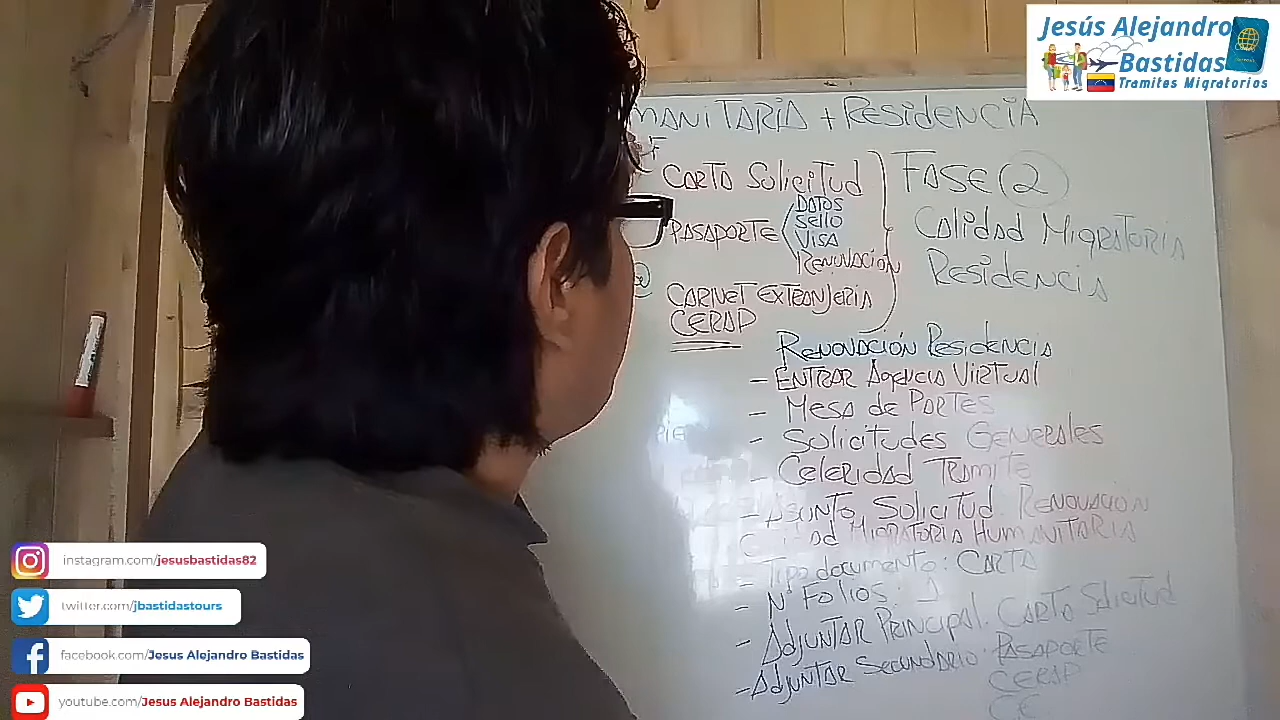 Jesús Alejandro
Bastidas
Tramites Migratorios
MANITARIA + RESIDENCIA
CARTA SOLICITUD
PASAPORTE
DATOS
SELLO
VISA
RENOVACIÓN
CARNET EXTRANJERIA
CERAP
FASE 2
CALIDAD MIGRATORIA
RESIDENCIA
RENOVACIÓN RESIDENCIA
- ENTRAR AGENCIA VIRTUAL
- MESA DE PARTES
- SOLICITUDES GENERALES
- CELERIDAD TRAMITE
- ASUNTO SOLICITUD RENOVACIÓN
MIGRATORIA HUMANITARIA
- Tipo documento: CARTA
- N° FOLIOS: 1
- ADJUNTAR PRINCIPAL. CARTA SOLICITUD
- ADJUNTAR SECUNDARIO: PASAPORTE
CERAP
CE
instagram.com/jesusbastidas82
twitter.com/jbastidastours
facebook.com/Jesus Alejandro Bastidas
youtube.com/Jesus Alejandro Bastidas